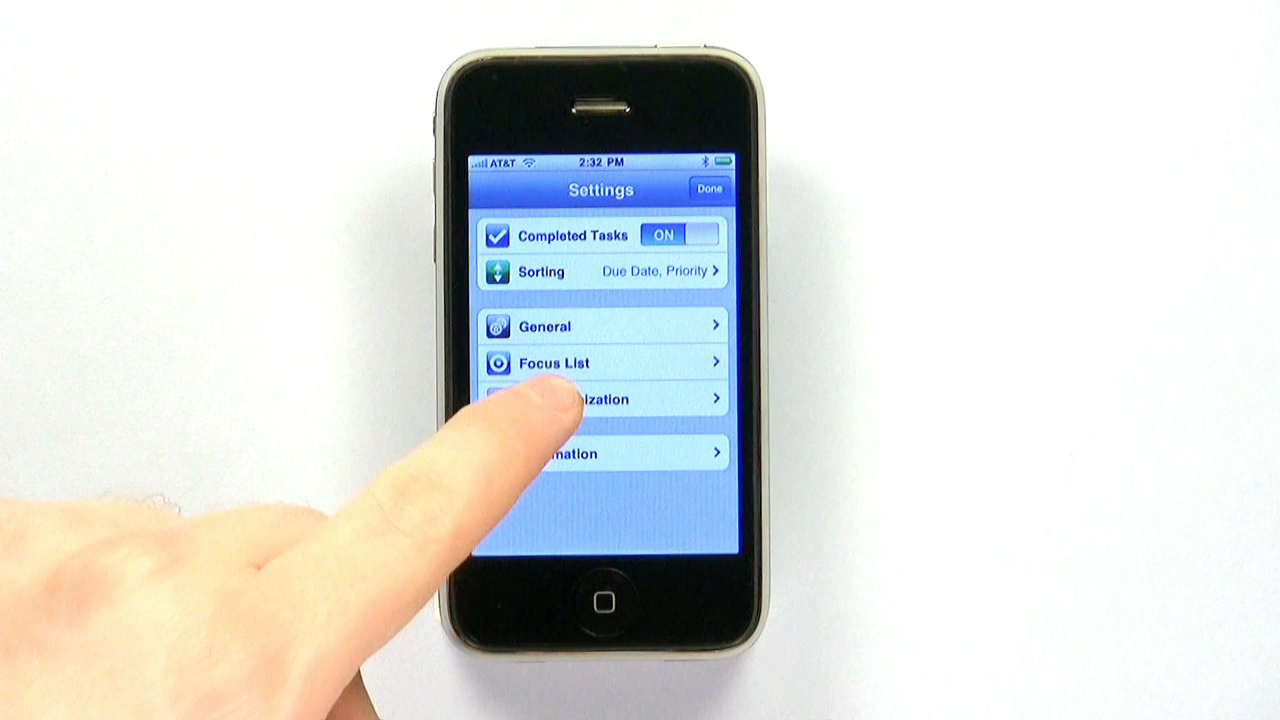 AT&T 2:32 PM
Settings Done
Completed Tasks ON
Sorting Due Date, Priority
General
Focus List
ization
mation